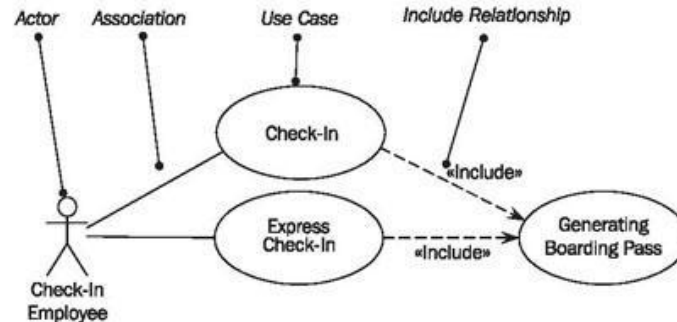 Actor Association Use Case Include Relationship
Check-In
«Include»
Express
Check-In
«Include»
Generating
Boarding Pass
Check-In
Employee